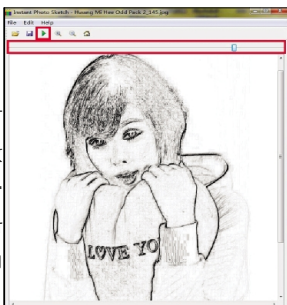 Instant Photo Sketch - Hwang Mi Hee Odd Pack 2_145.jpg
File Edit Help
LOVE YO